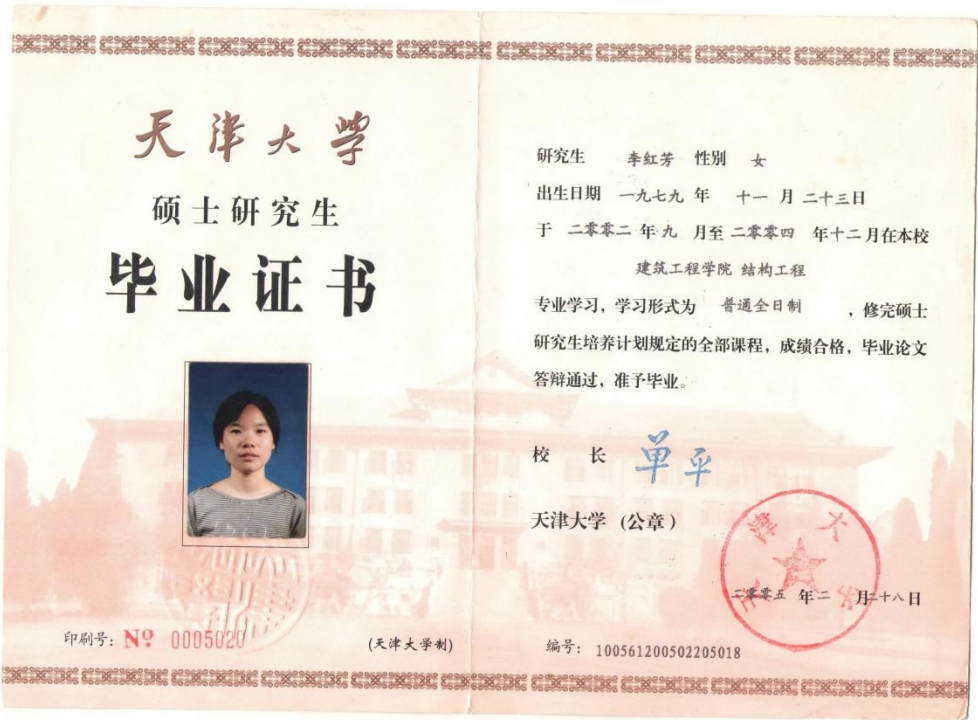 天津大学
硕士研究生
毕业证书
印刷号：№ 0005020
(天津大学制)
研究生 李红芳 性别 女
出生日期 一九七九 年 十一 月 二十三日
于 二零零二 年 九 月至 二零零四 年十二月在本校
建筑工程学院 结构工程
专业学习，学习形式为 普通全日制 ，修完硕士
研究生培养计划规定的全部课程，成绩合格，毕业论文
答辩通过，准予毕业。
校 长 单平
天津大学（公章）
天津大学
二零零五 年 二 月二十八日
编号：100561200502205018